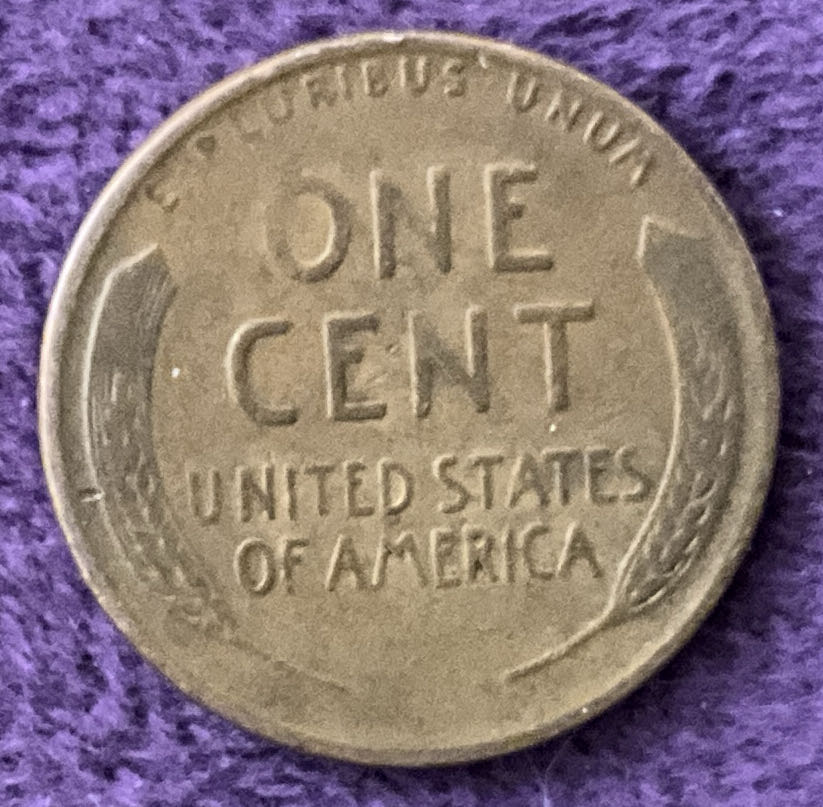 E PLURIBUS UNUM
ONE
CENT
UNITED STATES
OF AMERICA